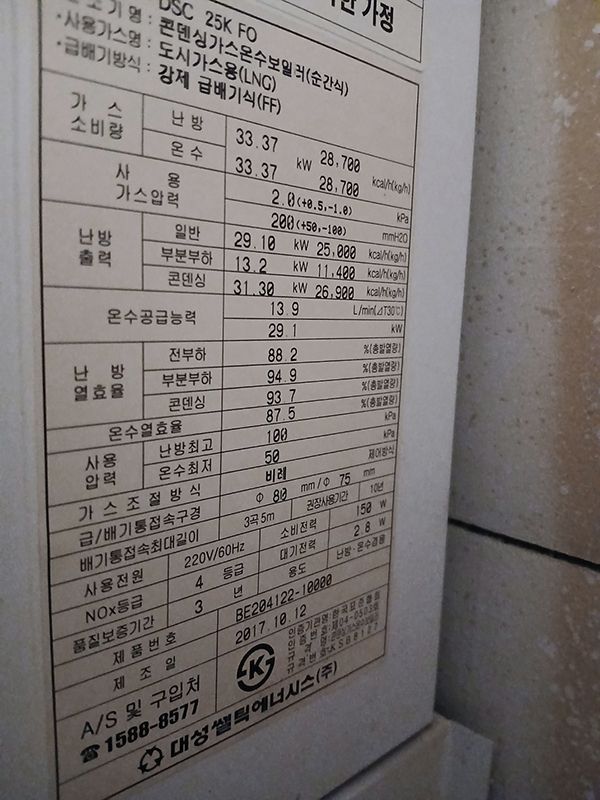 가정
DSC 25K FO
기 명 : 콘덴싱가스온수보일러(순간식)
·사용가스명 : 도시가스용(LNG)
·급배기방식 : 강제 급배기식(FF)
가 스 소비량 난 방 33.37 kW 28,700 kcal/h(kg/h)
온 수 33.37 28,700
사 용 가스압력 2.0(+0.5,-1.0) kPa
200(+50,-100) mmH2O
난방 출력 일반 29.10 kW 25,000 kcal/h(kg/h)
부분부하 13.2 kW 11,400 kcal/h(kg/h)
콘덴싱 31.30 kW 26,900 kcal/h(kg/h)
온수공급능력 13.9 L/min(⊿T30℃)
29.1 kW
난 방 열효율 전부하 88.2 %(총발열량)
부분부하 94.9 %(총발열량)
콘덴싱 93.7 %(총발열량)
온수열효율 87.5 %(총발열량)
사용 압력 난방최고 100 kPa
온수최저 50 kPa
가 스 조 절 방 식 비례 제어방식
급/배기통접속구경 Φ 80 mm/Φ 75 mm
배기통접속최대길이 3곡5m 권장사용기간 10년
사용전원 220V/60Hz 소비전력 150 W
NOx등급 4 등급 대기전력 2.8 W
품질보증기간 3 년 용도 난방·온수겸용
제 품 번 호 BE204122-10000
제 조 일 2017.10.12
A/S 및 구입처
☎1588-8577
K
대성쎌틱에너시스(주)